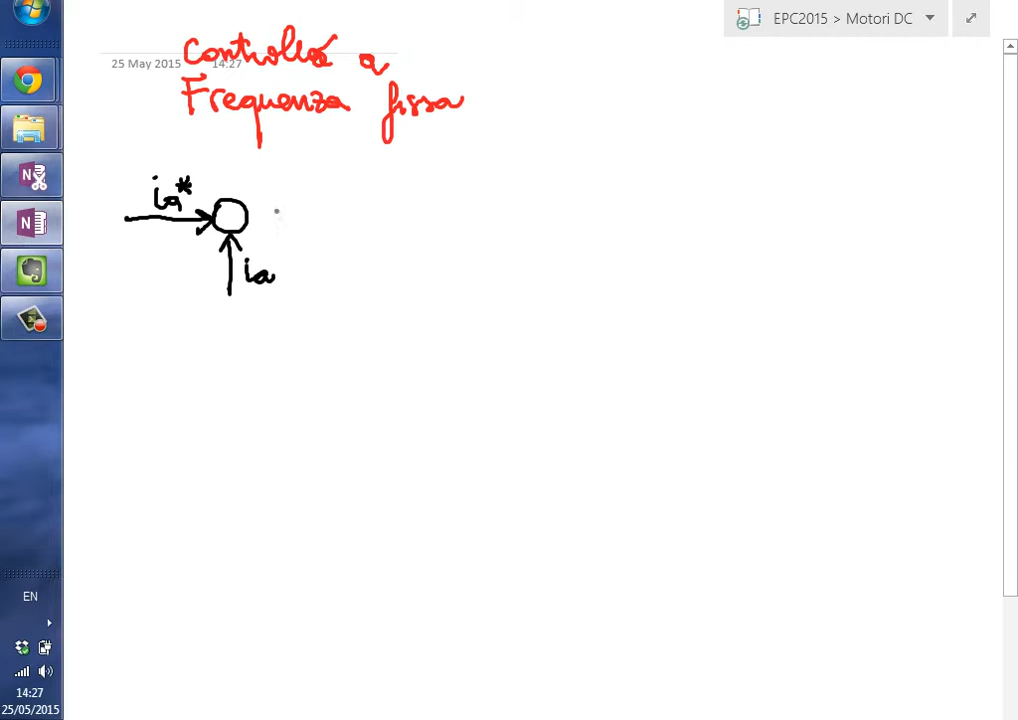 EPC2015 > Motori DC
Controllo a
25 May 2015 14:27
Frequenza fissa
ia*
ia
EN
14:27
25/05/2015